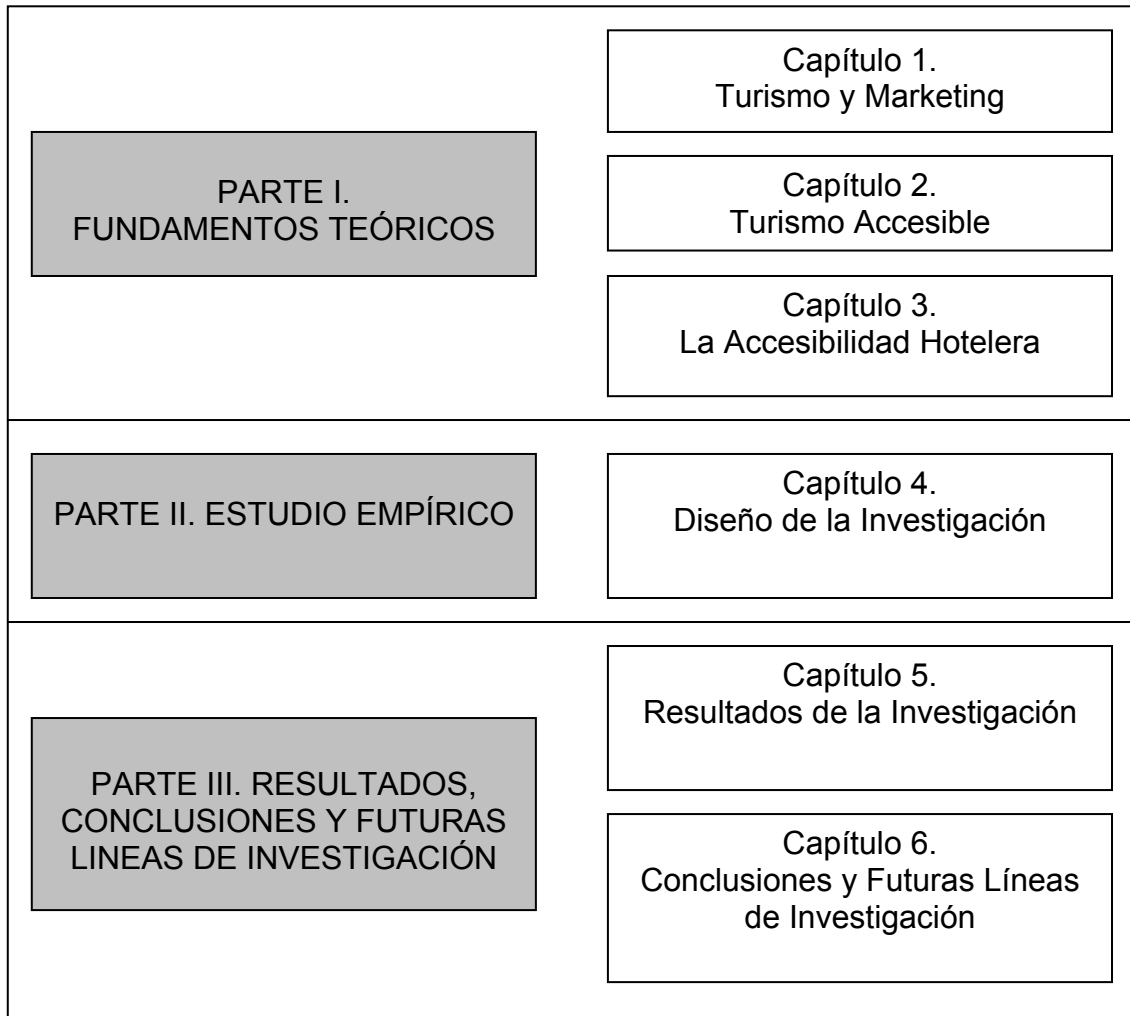 PARTE I.
FUNDAMENTOS TEÓRICOS
Capítulo 1.
Turismo y Marketing
Capítulo 2.
Turismo Accesible
Capítulo 3.
La Accesibilidad Hotelera
PARTE II. ESTUDIO EMPÍRICO
Capítulo 4.
Diseño de la Investigación
PARTE III. RESULTADOS,
CONCLUSIONES Y FUTURAS
LINEAS DE INVESTIGACIÓN
Capítulo 5.
Resultados de la Investigación
Capítulo 6.
Conclusiones y Futuras Líneas
de Investigación